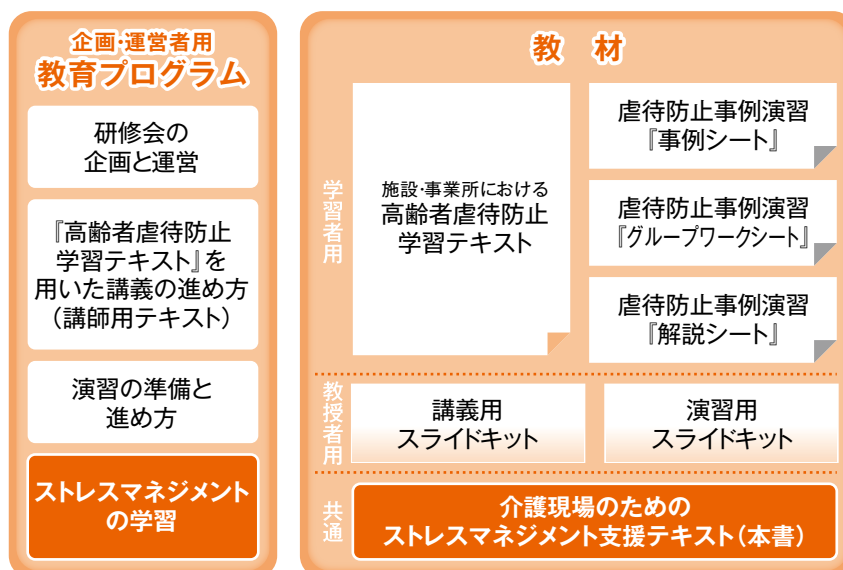 企画・運営者用
教育プログラム
研修会の
企画と運営
『高齢者虐待防止
学習テキスト』を
用いた講義の進め方
（講師用テキスト）
演習の準備と
進め方
ストレスマネジメント
の学習
教 材
学習者用
施設・事業所における
高齢者虐待防止
学習テキスト
虐待防止事例演習
『事例シート』
虐待防止事例演習
『グループワークシート』
虐待防止事例演習
『解説シート』
教授者用
講義用
スライドキット
演習用
スライドキット
共通
介護現場のための
ストレスマネジメント支援テキスト（本書）